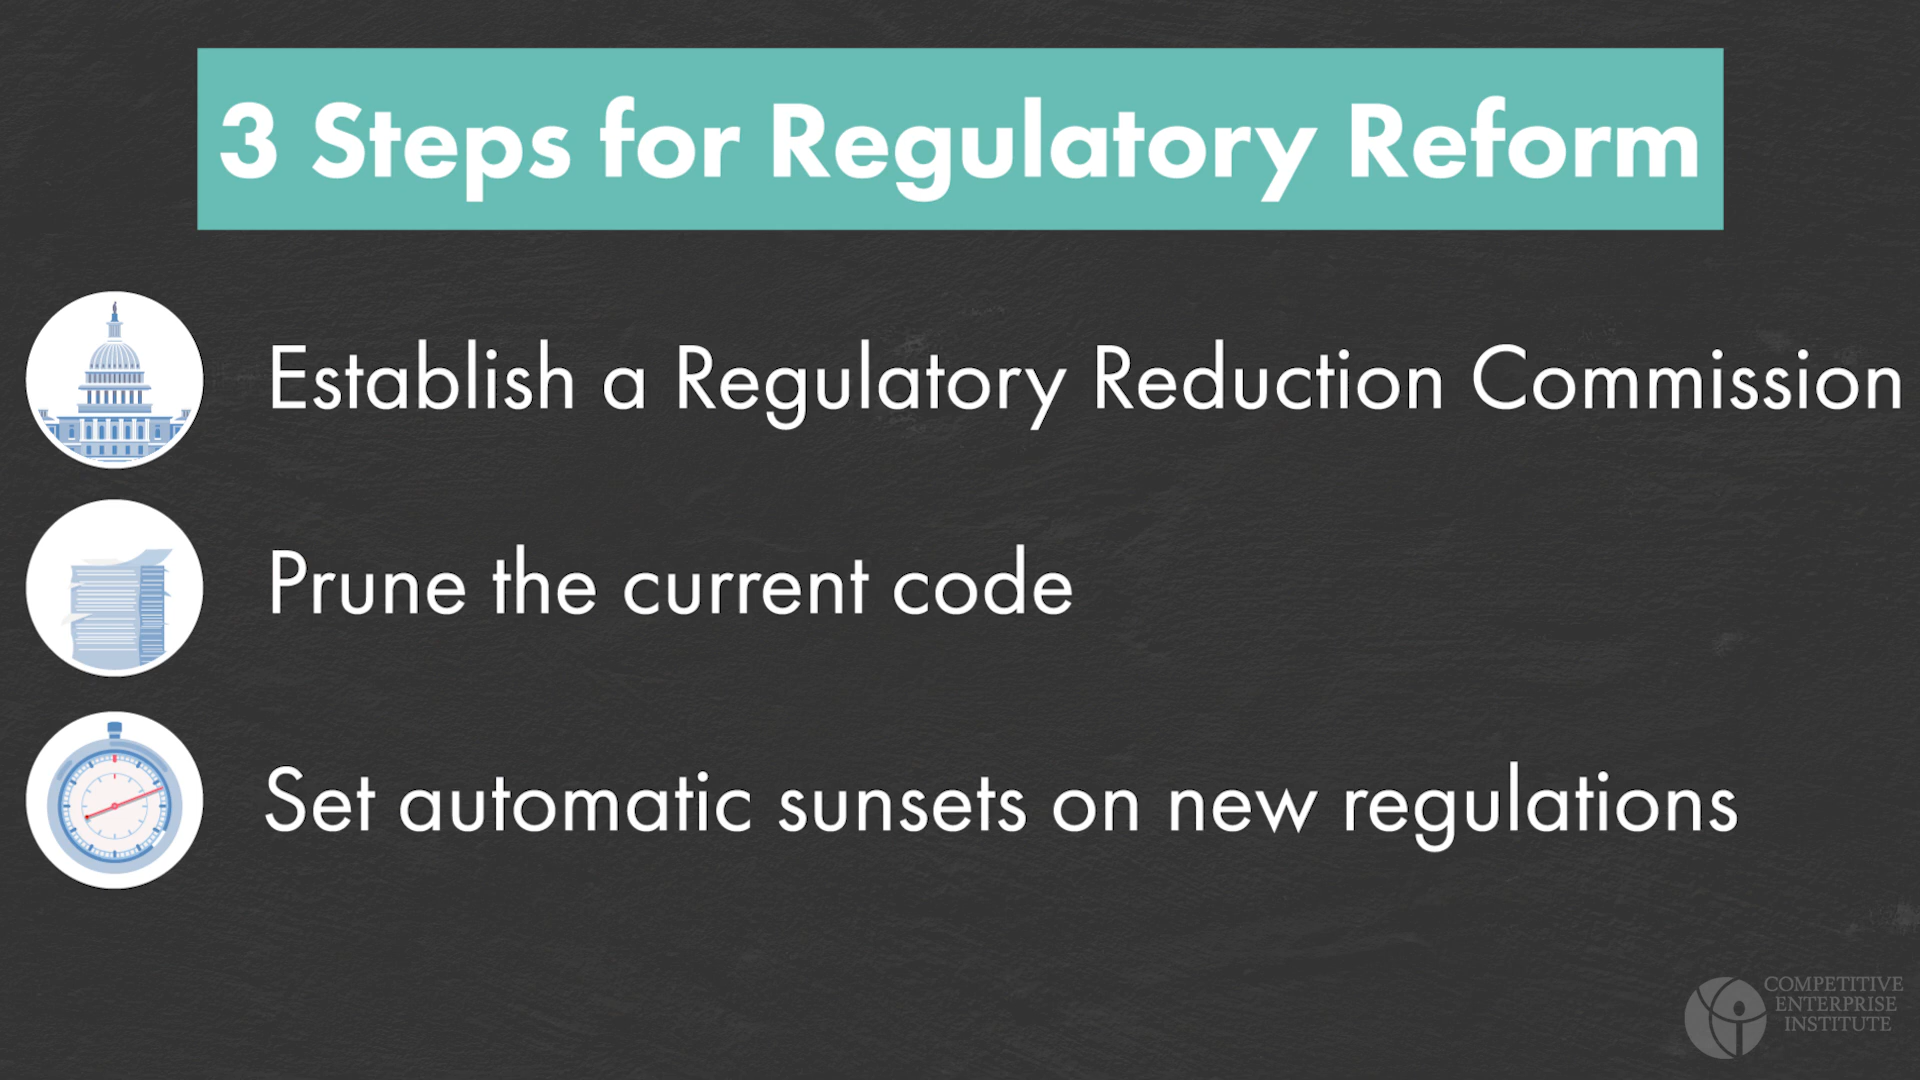 3 Steps for Regulatory Reform
Establish a Regulatory Reduction Commission
Prune the current code
Set automatic sunsets on new regulations
COMPETITIVE
ENTERPRISE
INSTITUTE